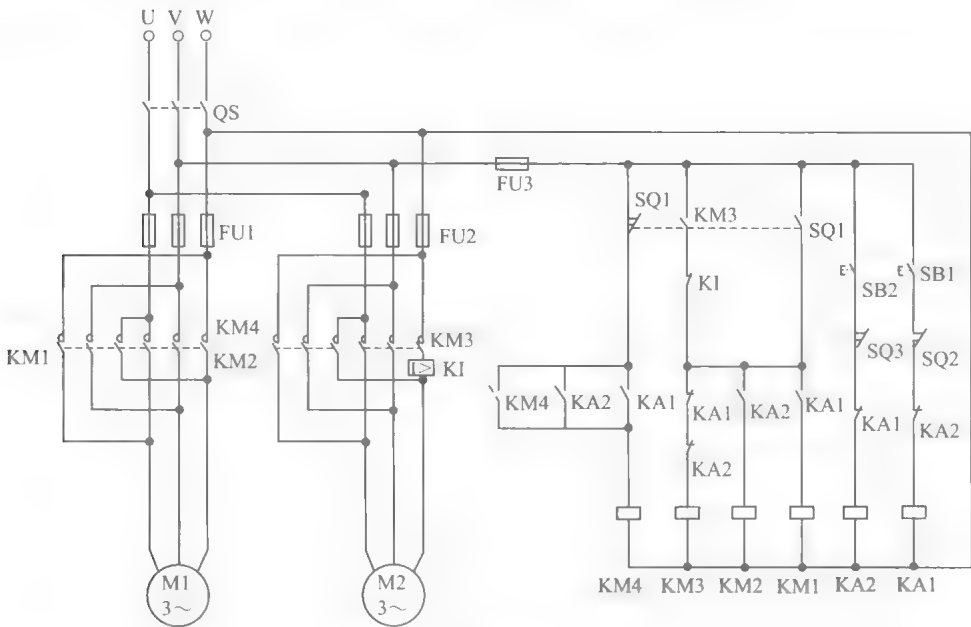 U V W
QS
FU3
SQ1
KM3
SQ1
FU1
FU2
KI
SB2
SB1
SQ3
SQ2
KM4
KM3
KM1
KM2
I>
KI
KM4
KA2
KA1
KA1
KA2
KA1
KA1
KA2
KA2
M1
3～
M2
3～
KM4
KM3
KM2
KM1
KA2
KA1